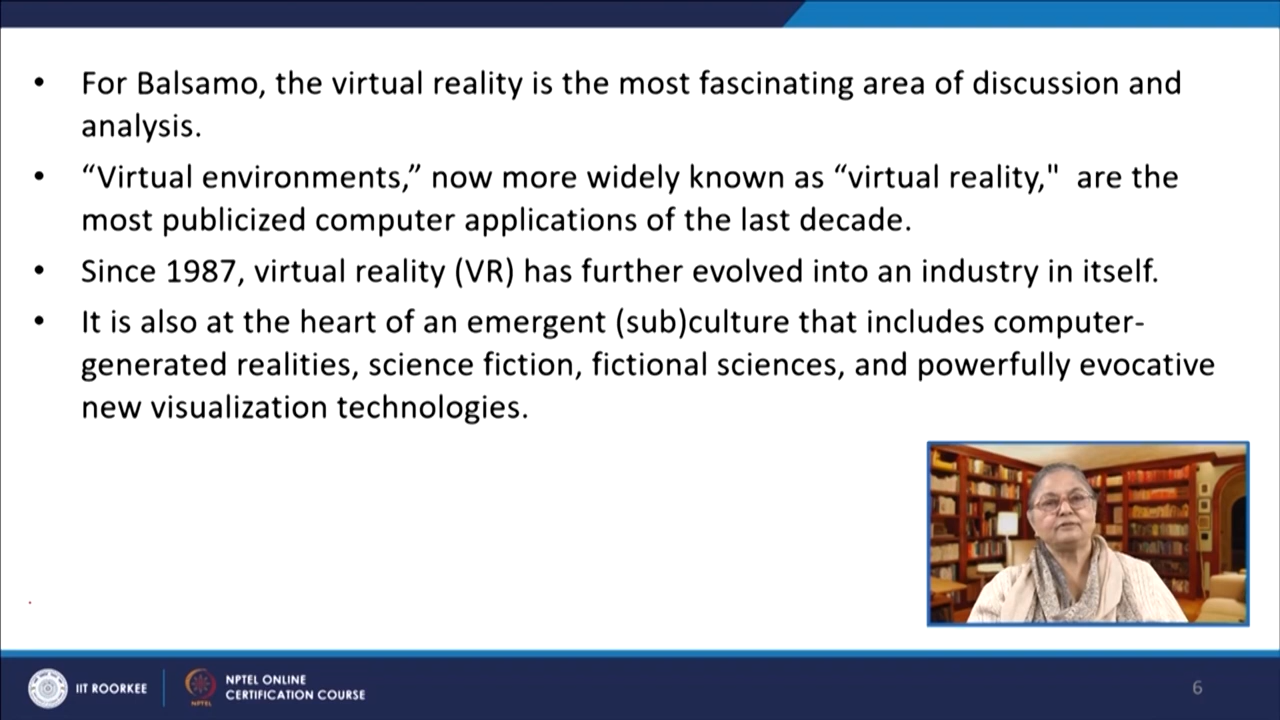 • For Balsamo, the virtual reality is the most fascinating area of discussion and
analysis.
• “Virtual environments,” now more widely known as “virtual reality," are the
most publicized computer applications of the last decade.
• Since 1987, virtual reality (VR) has further evolved into an industry in itself.
• It is also at the heart of an emergent (sub)culture that includes computer-
generated realities, science fiction, fictional sciences, and powerfully evocative
new visualization technologies.
IIT ROORKEE
NPTEL
NPTEL ONLINE
CERTIFICATION COURSE
6